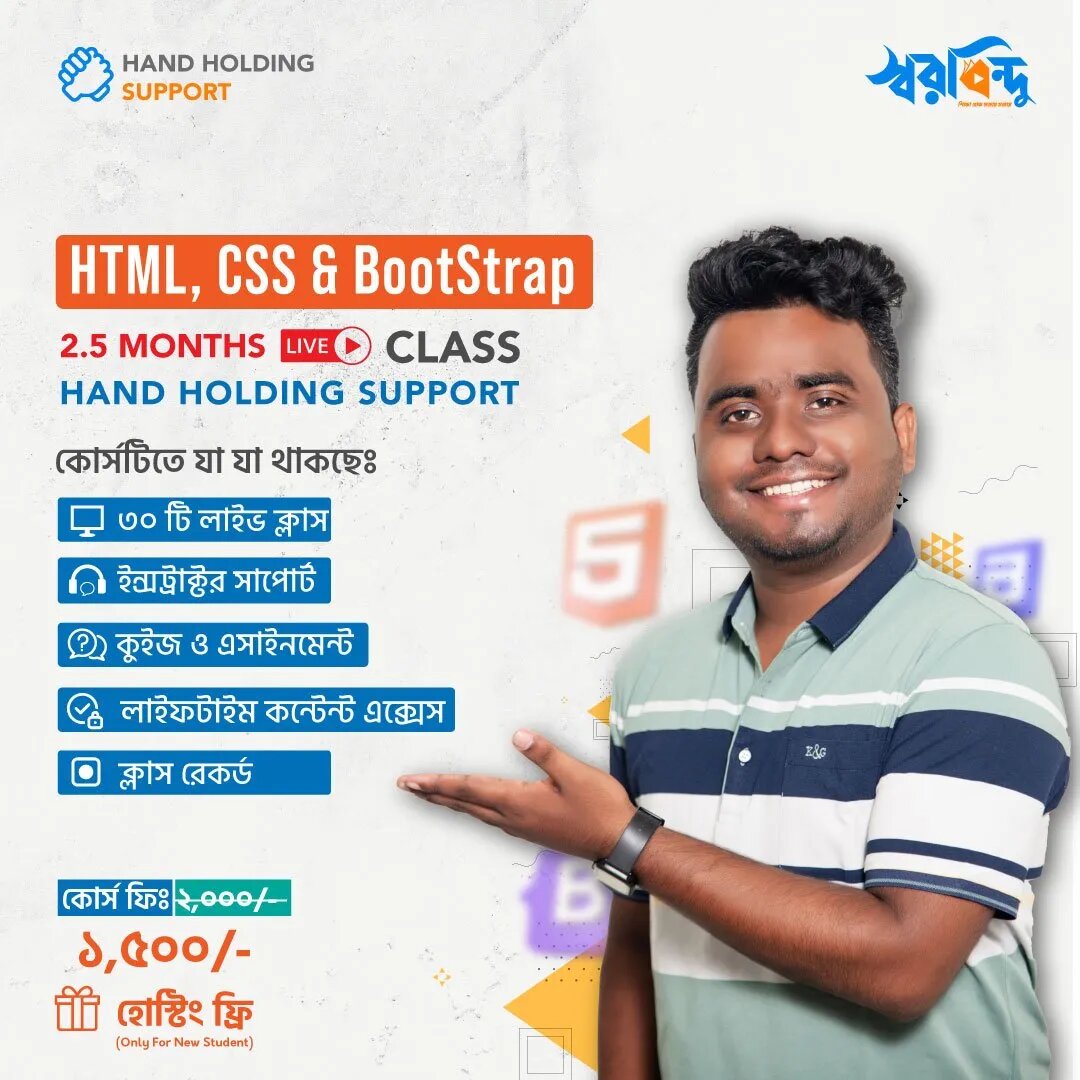 HAND HOLDING
SUPPORT
স্বরবিন্দু
HTML, CSS & BootStrap
2.5 MONTHS LIVE CLASS
HAND HOLDING SUPPORT
কোর্সটিতে যা যা থাকছেঃ
৩০ টি লাইভ ক্লাস
ইন্সট্রাক্টর সাপোর্ট
কুইজ ও এসাইনমেন্ট
লাইফটাইম কন্টেন্ট এক্সেস
ক্লাস রেকর্ড
K&G
কোর্স ফিঃ ২,০০০/-
১,৫০০/-
হোস্টিং ফ্রি
(Only For New Student)
5
B